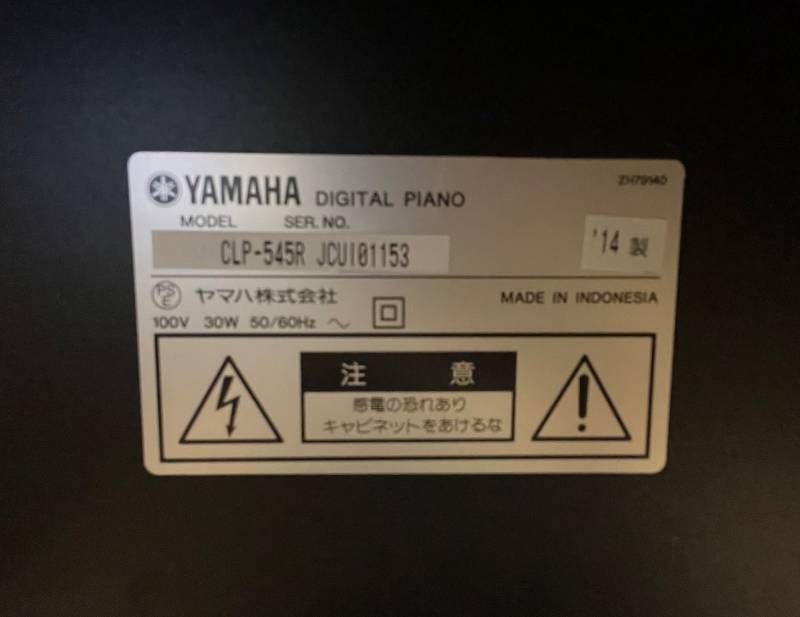 ZH79140
YAMAHA DIGITAL PIANO
MODEL SER. NO.
CLP-545R JCUI01153
'14 製
PSE ヤマハ株式会社
MADE IN INDONESIA
100V 30W 50/60Hz ～
注 意
感電の恐れあり
キャビネットをあけるな